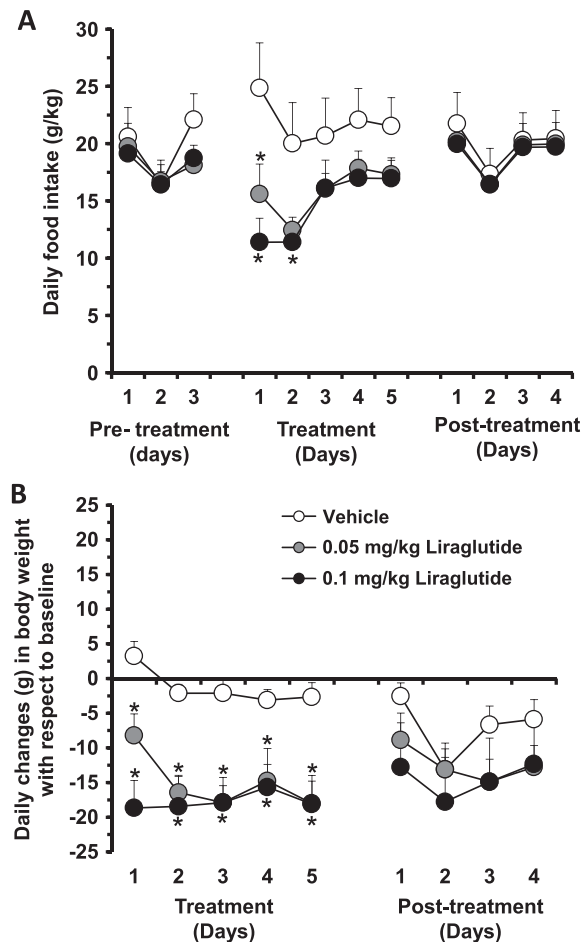 A
Daily food intake (g/kg)
30
25
20
15
10
5
0
1 2 3 1 2 3 4 5 1 2 3 4
Pre- treatment Treatment Post-treatment
(days) (Days) (Days)
*
*
*
B
Daily changes (g) in body weight
with respect to baseline
25
20
15
10
5
0
-5
-10
-15
-20
-25
Vehicle
0.05 mg/kg Liraglutide
0.1 mg/kg Liraglutide
* * * * *
* * * * *
1 2 3 4 5 1 2 3 4
Treatment Post-treatment
(Days) (Days)